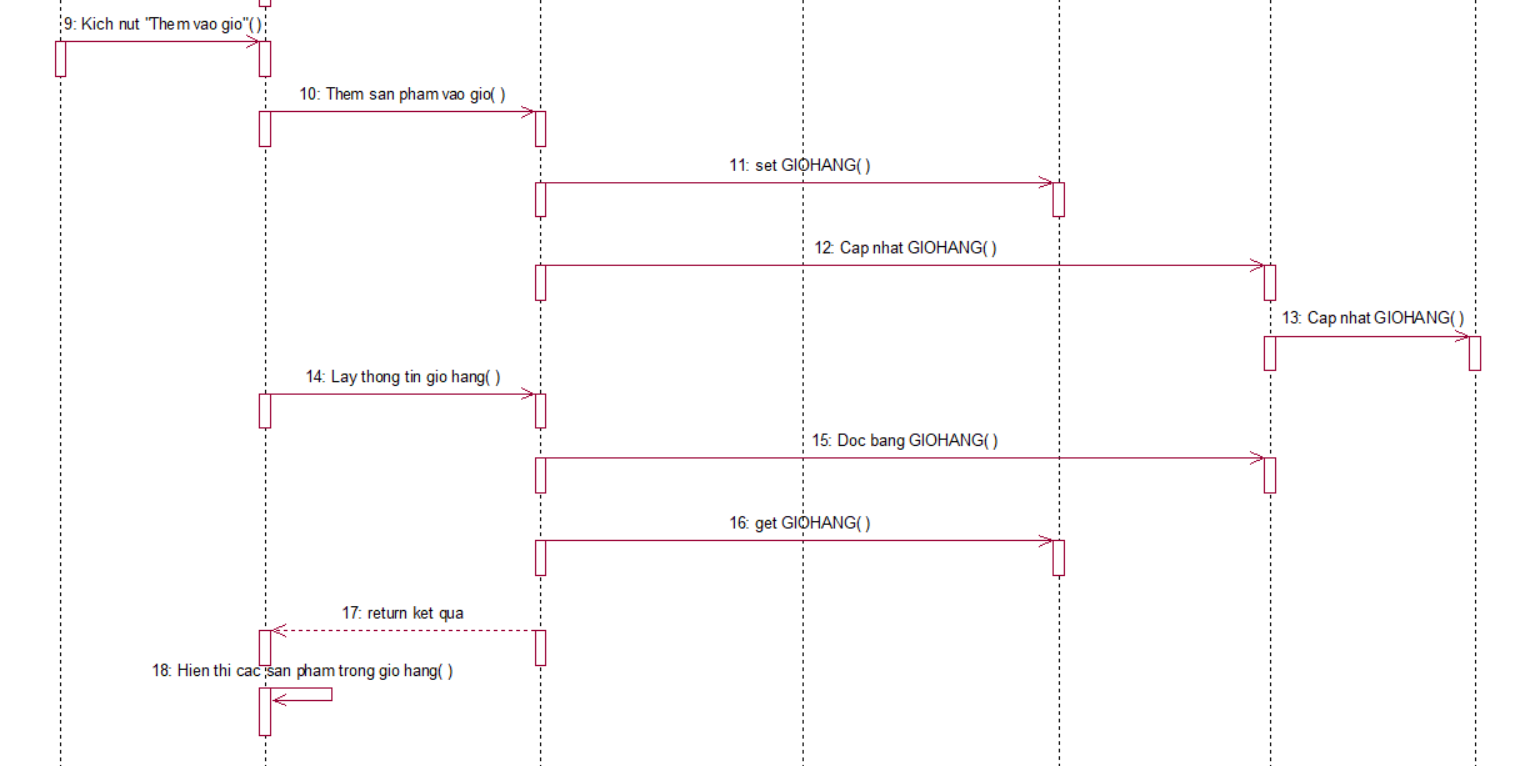 9: Kich nut "Them vao gio"( )
10: Them san pham vao gio( )
11: set GIOHANG( )
12: Cap nhat GIOHANG( )
13: Cap nhat GIOHANG( )
14: Lay thong tin gio hang( )
15: Doc bang GIOHANG( )
16: get GIOHANG( )
17: return ket qua
18: Hien thi cac san pham trong gio hang( )